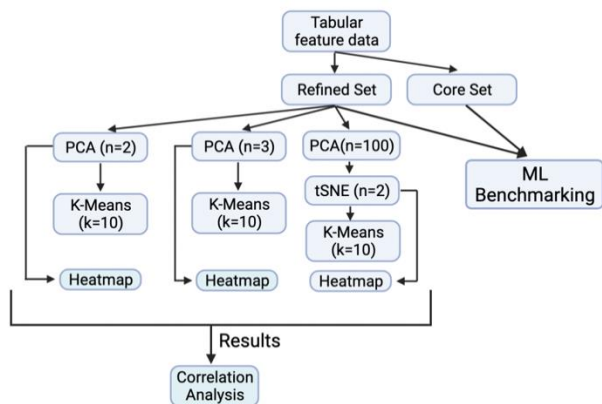 Tabular
feature data
Refined Set
Core Set
PCA (n=2)
PCA (n=3)
PCA(n=100)
ML
Benchmarking
tSNE (n=2)
K-Means
(k=10)
K-Means
(k=10)
K-Means
(k=10)
Heatmap
Heatmap
Heatmap
Results
Correlation
Analysis